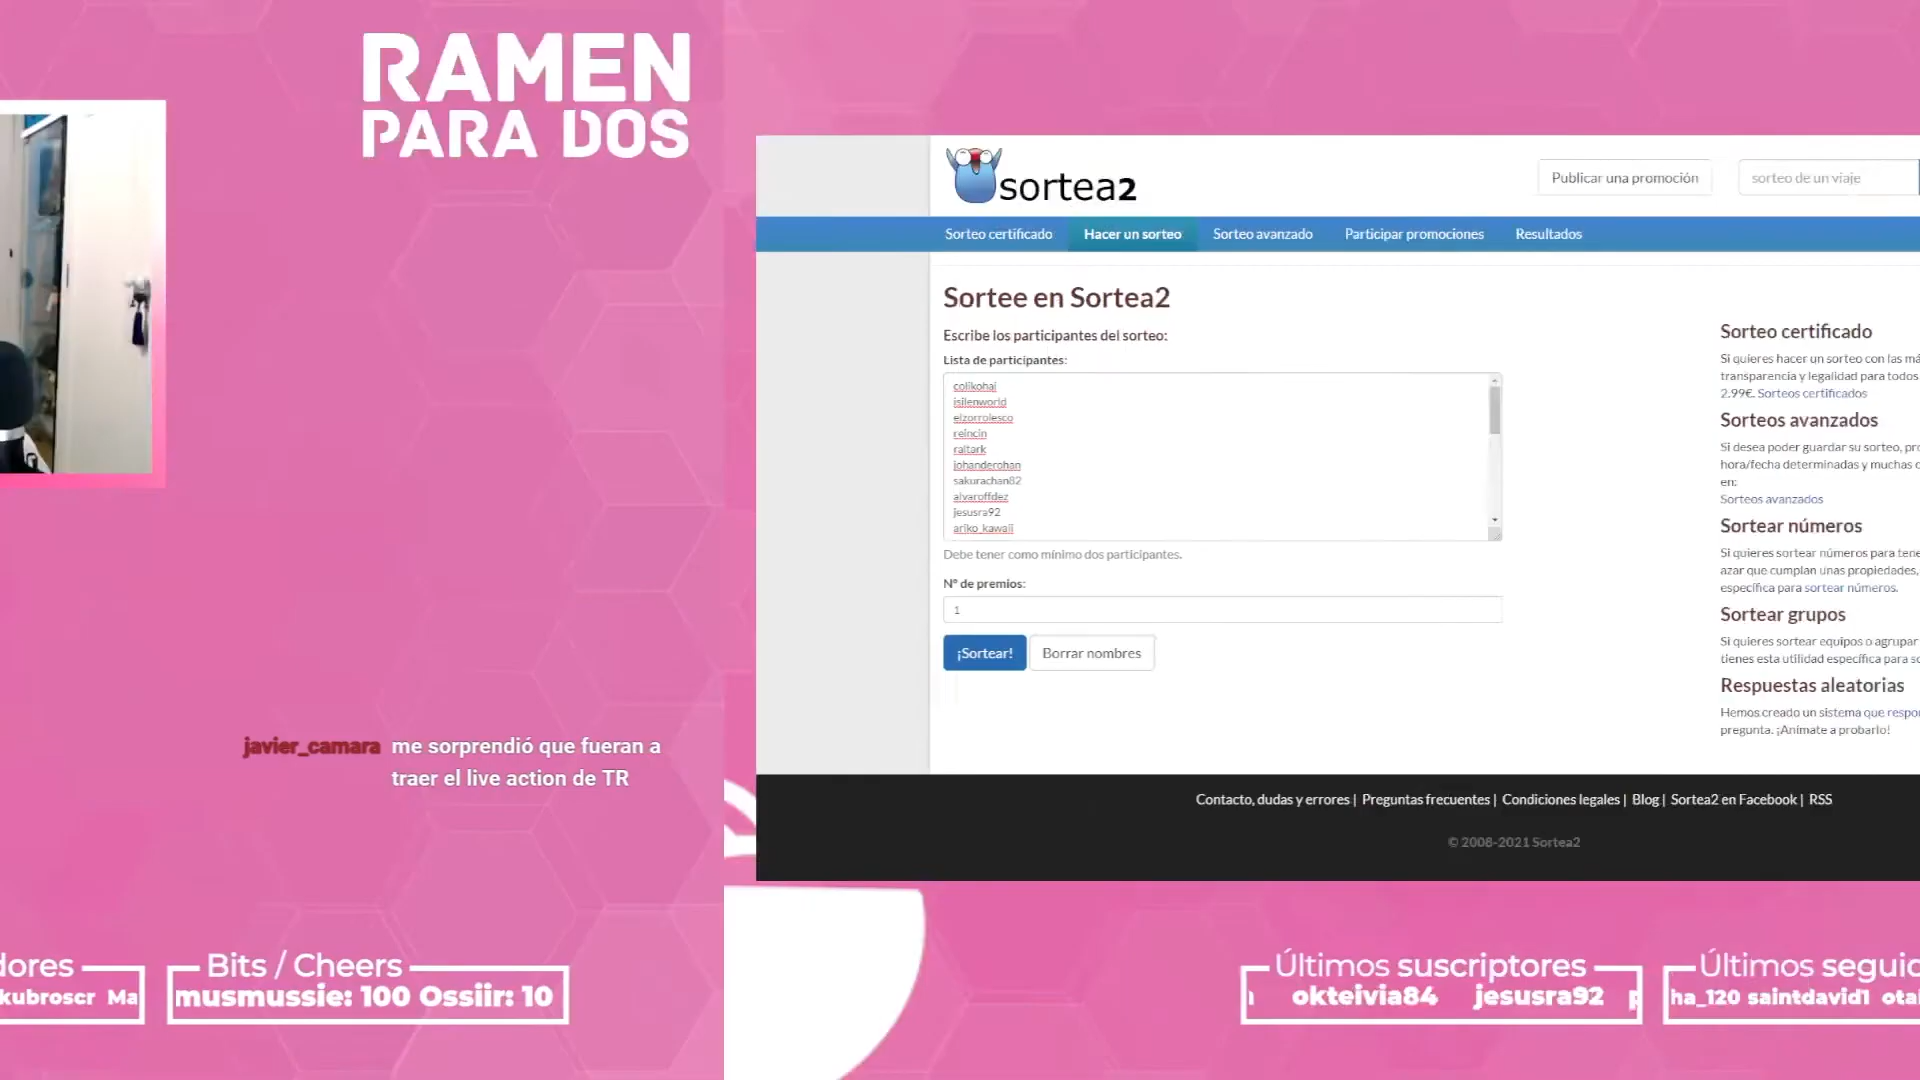 RAMEN
PARA DOS
sortea2
Publicar una promoción
sorteo de un viaje
Sorteo certificado
Hacer un sorteo
Sorteo avanzado
Participar promociones
Resultados
Sortee en Sortea2
Escribe los participantes del sorteo:
Lista de participantes:
colikohai
isilenworld
elzorrolesco
reincin
raltark
johanderohan
sakurachan82
alvaroffdez
jesusra92
ariko_kawaii
Debe tener como mínimo dos participantes.
Nº de premios:
1
¡Sortear!
Borrar nombres
Sorteo certificado
Si quieres hacer un sorteo con las má
transparencia y legalidad para todos
2.99€. Sorteos certificados
Sorteos avanzados
Si desea poder guardar su sorteo, pro
hora/fecha determinadas y muchas c
en:
Sorteos avanzados
Sortear números
Si quieres sortear números para tene
azar que cumplan unas propiedades,
específica para sortear números.
Sortear grupos
Si quieres sortear equipos o agrupar
tienes esta utilidad específica para so
Respuestas aleatorias
Hemos creado un sistema que respon
pregunta. ¡Anímate a probarlo!
javier_camara me sorprendió que fueran a
traer el live action de TR
Contacto, dudas y errores | Preguntas frecuentes | Condiciones legales | Blog | Sortea2 en Facebook | RSS
© 2008-2021 Sortea2
dores
kubroscr Ma
Bits / Cheers
musmussie: 100 Ossiir: 10
Últimos suscriptores
okteivia84 jesusra92
Últimos seguid
ha_120 saintdavid1 otal